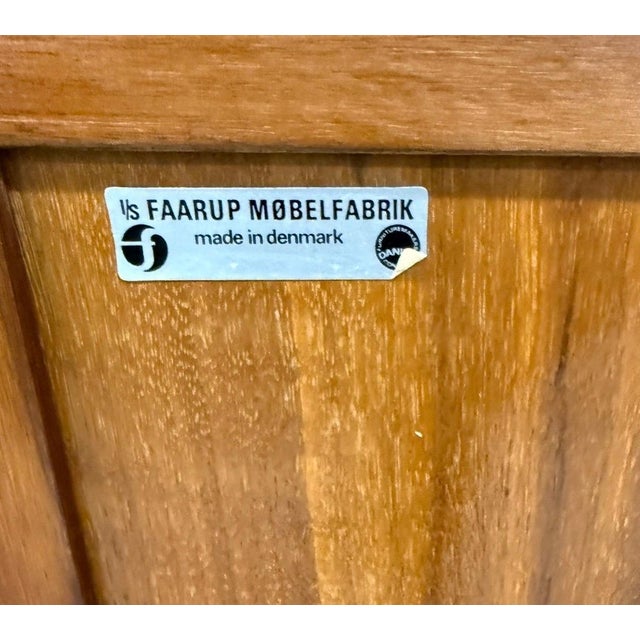 I/S FAARUP MØBELFABRIK
made in denmark
f